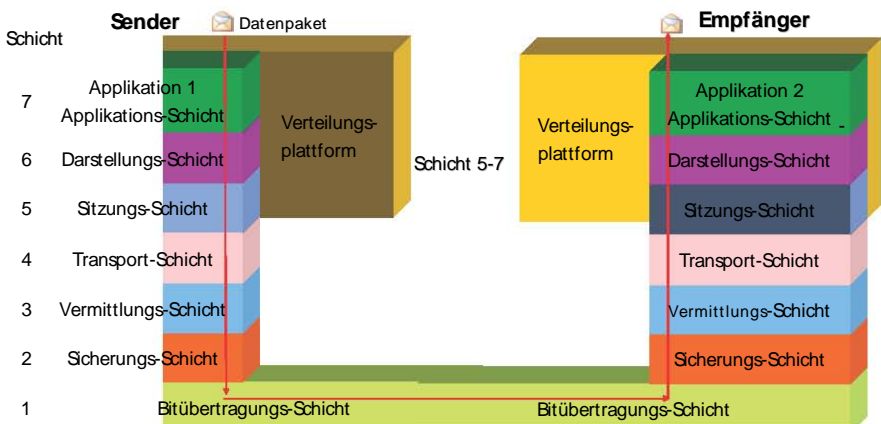 Schicht
Sender
Datenpaket
Empfänger
7
Applikation 1
Applikations-Schicht
Verteilungs-
plattform
Verteilungs-
plattform
Applikation 2
Applikations-Schicht -
6
Darstellungs-Schicht
Schicht 5-7
Darstellungs-Schicht
5
Sitzungs-Schicht
Sitzungs-Schicht
4
Transport-Schicht
Transport-Schicht
3
Vermittlungs-Schicht
Vermittlungs-Schicht
2
Sicherungs-Schicht
Sicherungs-Schicht
1
Bitübertragungs-Schicht
Bitübertragungs-Schicht